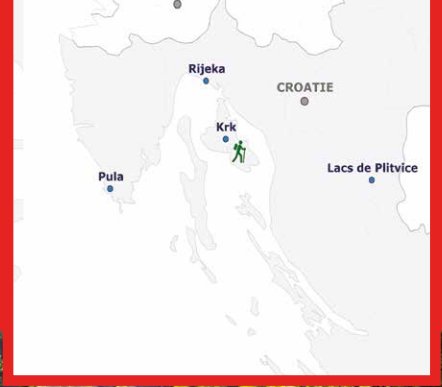 Rijeka
CROATIE
Krk
Lacs de Plitvice
Pula